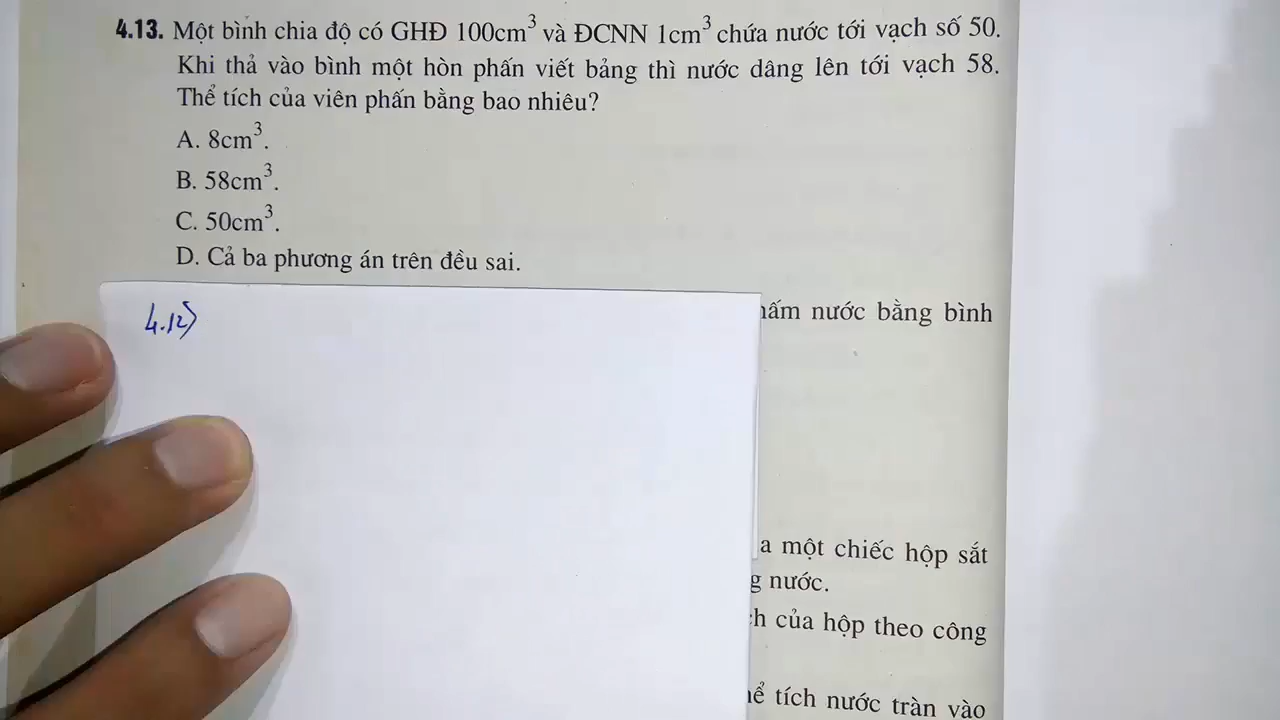 4.13. Một bình chia độ có GHĐ 100cm³ và ĐCNN 1cm³ chứa nước tới vạch số 50.
Khi thả vào bình một hòn phấn viết bảng thì nước dâng lên tới vạch 58.
Thể tích của viên phấn bằng bao nhiêu?
A. 8cm³.
B. 58cm³.
C. 50cm³.
D. Cả ba phương án trên đều sai.
4.12)
nước bằng bình
một chiếc hộp sắt
nước.
của hộp theo công
tích nước tràn vào